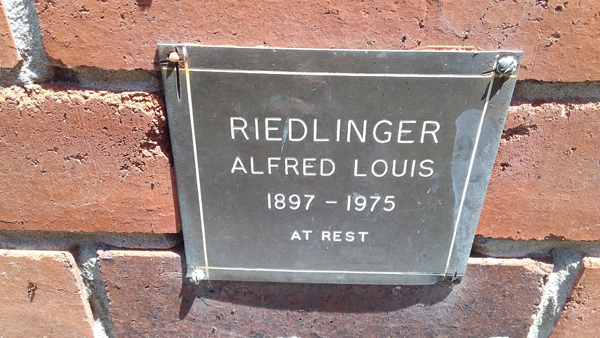 RIEDLINGER
ALFRED LOUIS
1897 – 1975
AT REST